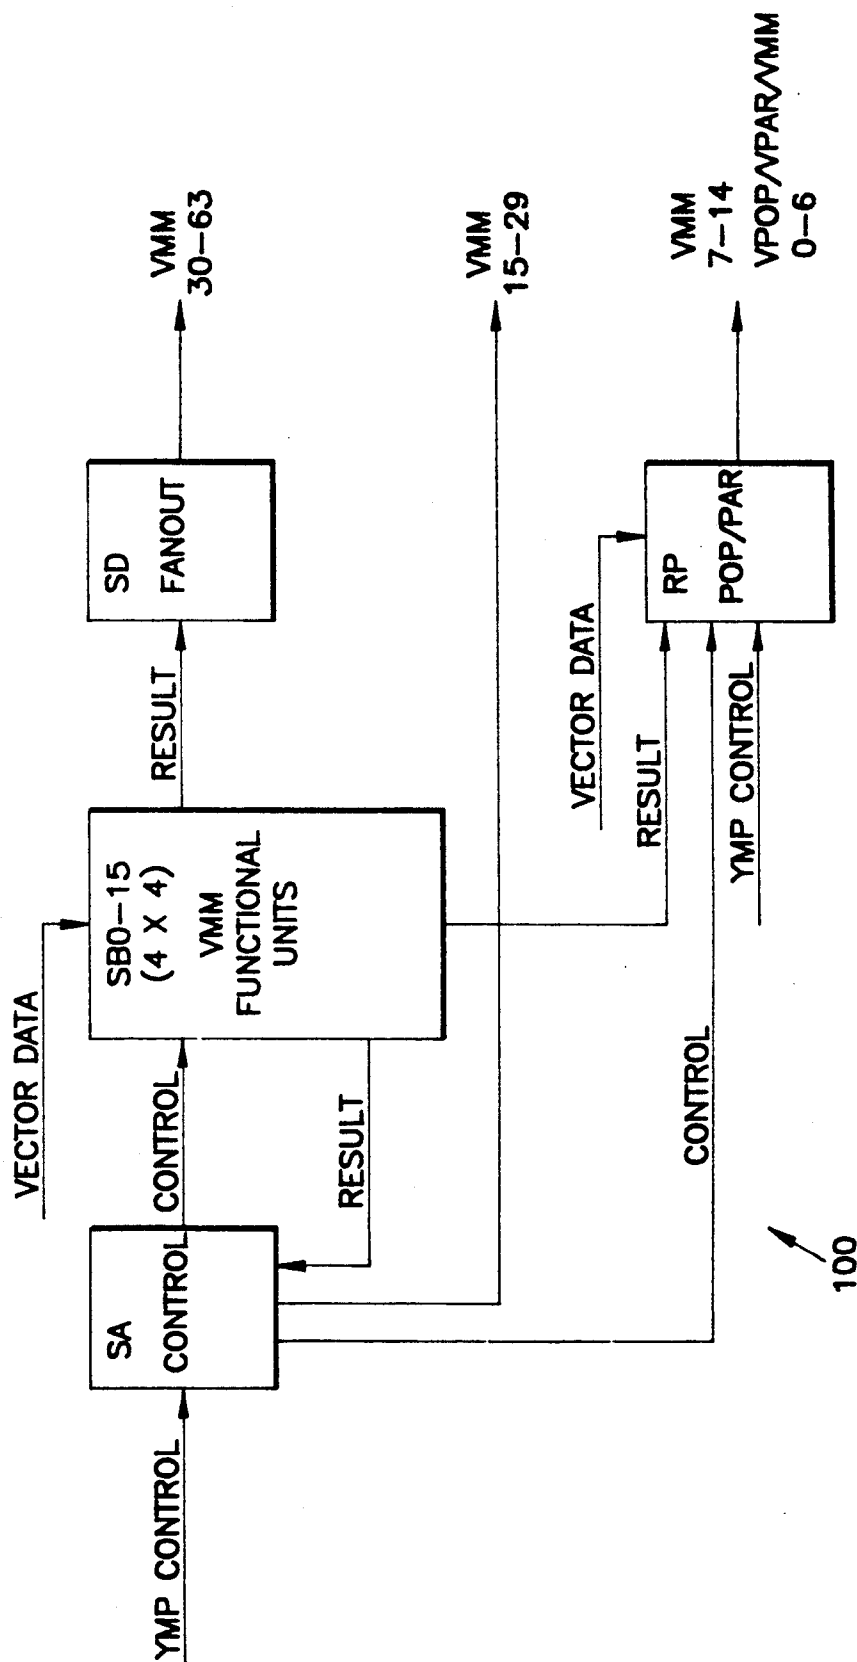 YMP CONTROL
SA
CONTROL
CONTROL
RESULT
VECTOR DATA
SB0-15
(4 X 4)
VMM
FUNCTIONAL
UNITS
RESULT
SD
FANOUT
VMM
30-63
VMM
15-29
CONTROL
VECTOR DATA
RESULT
YMP CONTROL
RP
POP/PAR
VMM
7-14
VPOP/VPAR/VMM
0-6
100